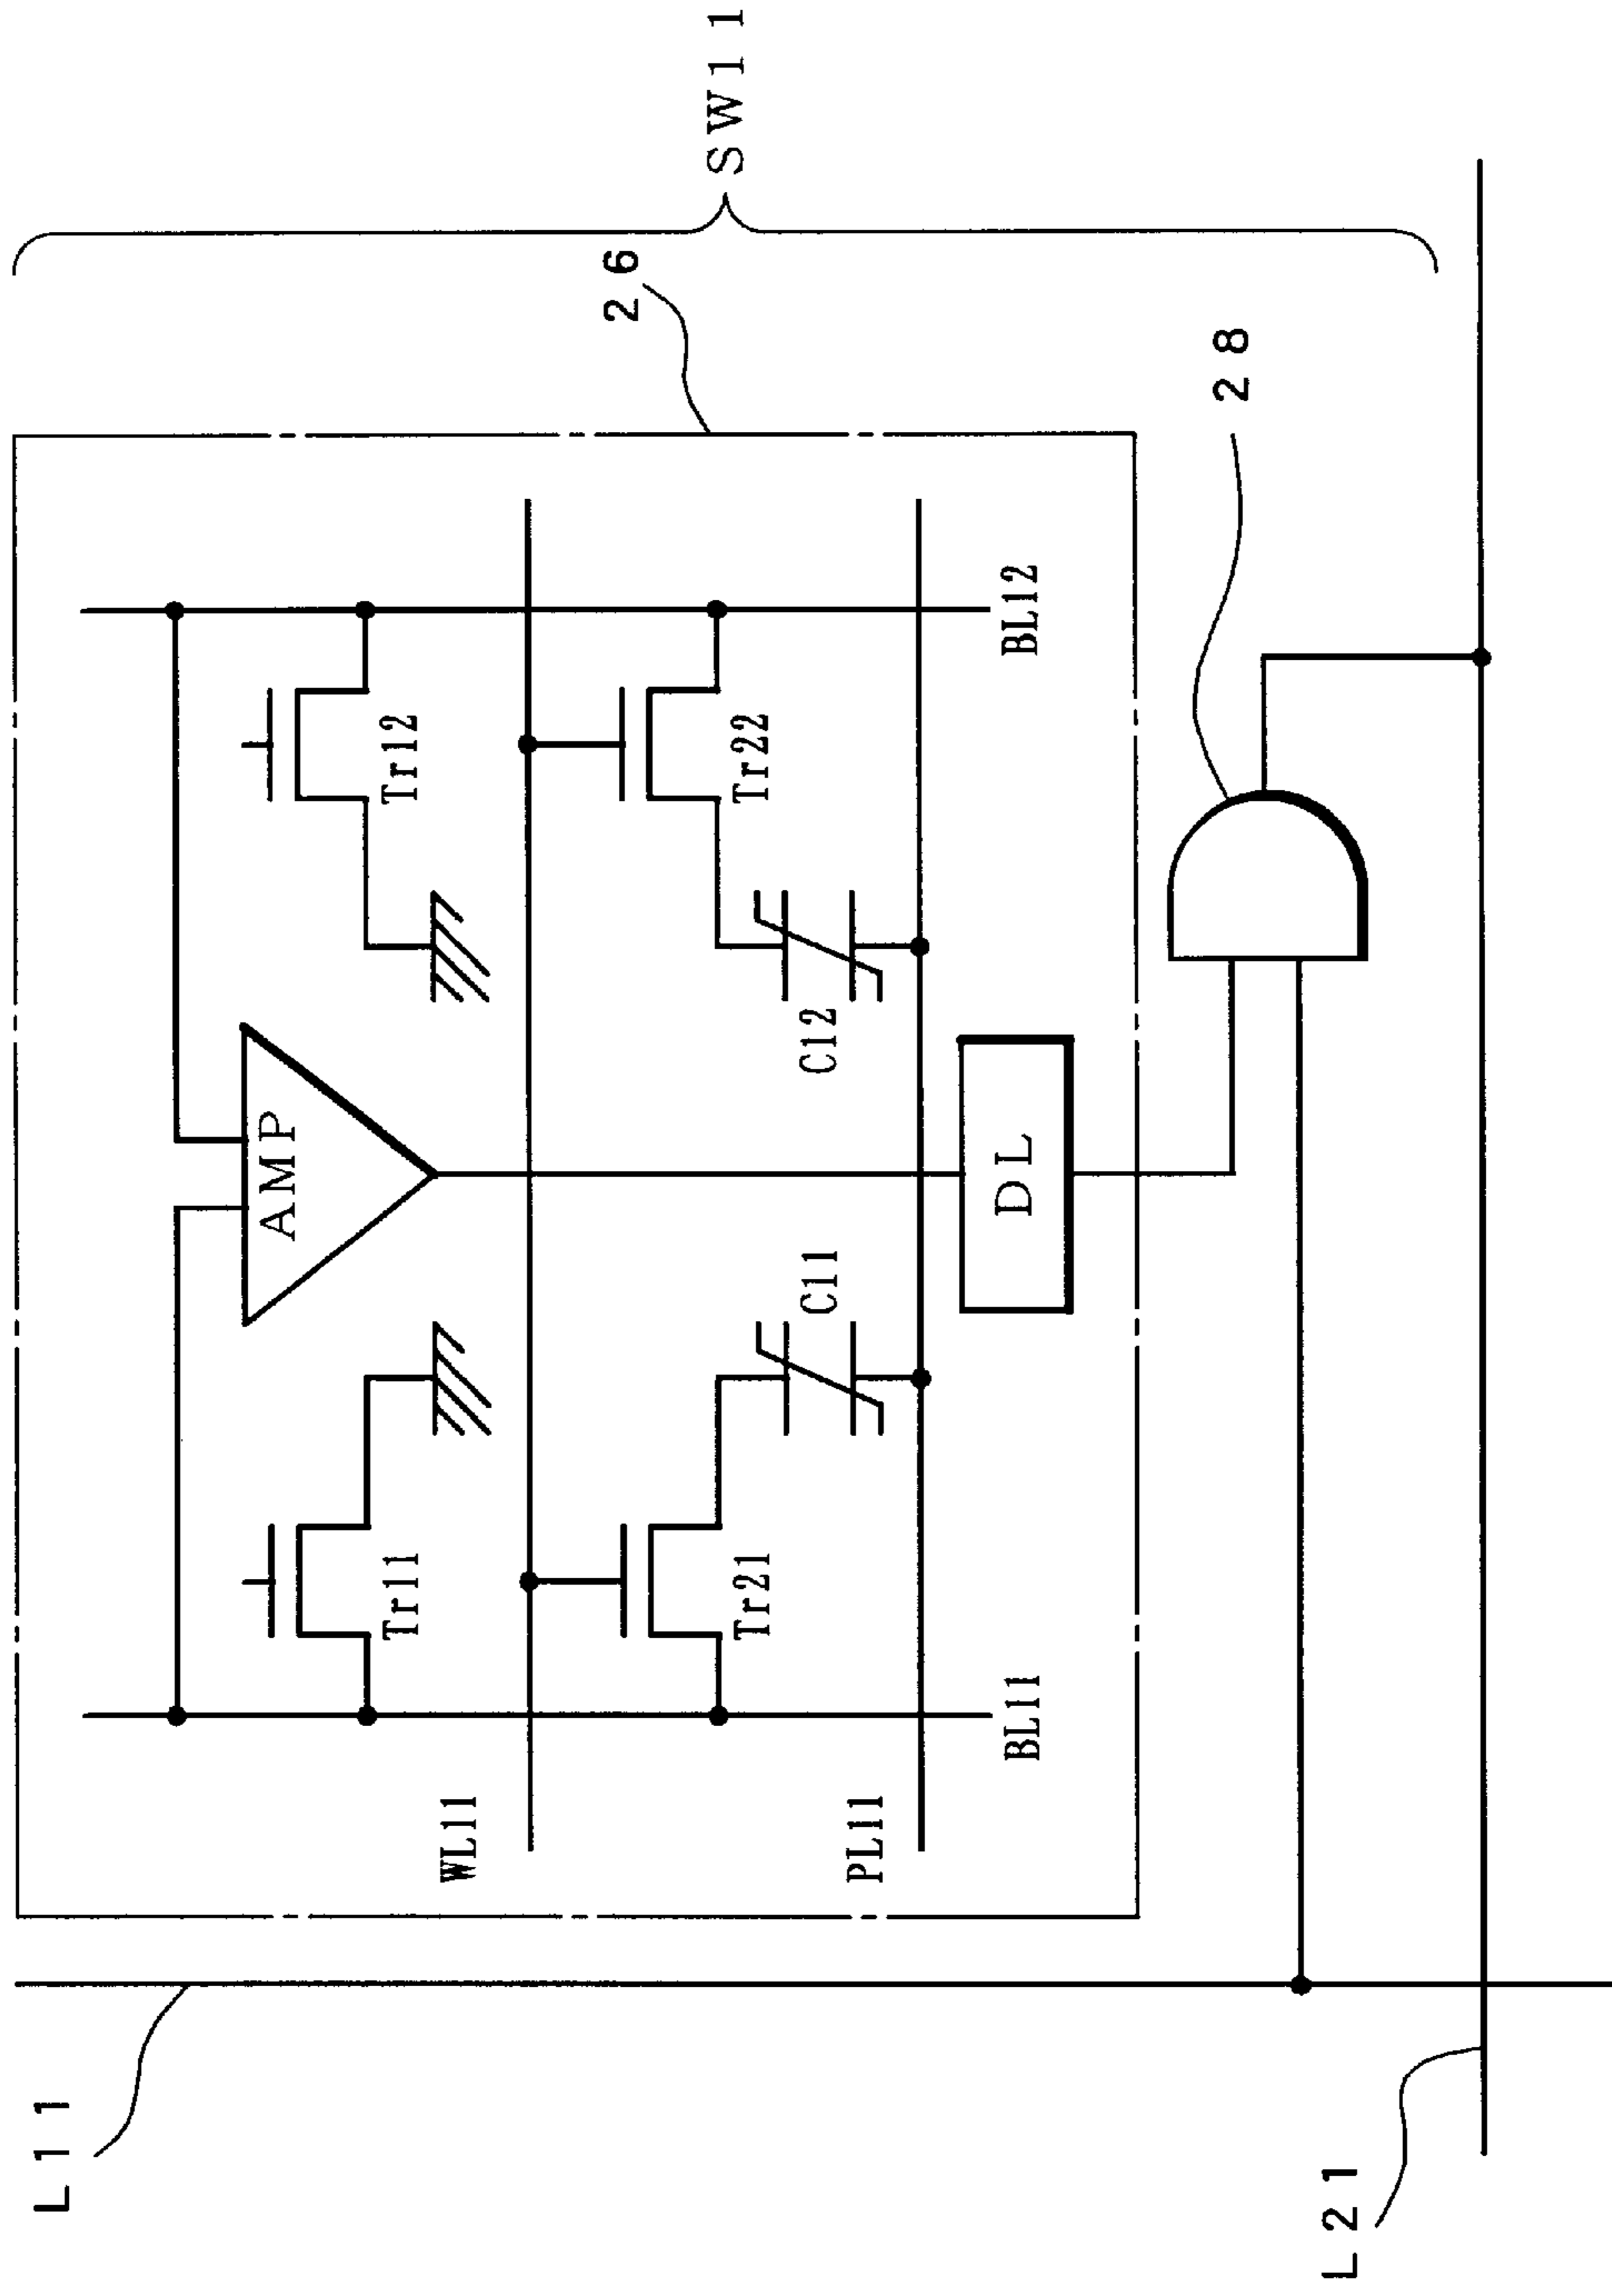 L11
SW11
26
AMP
Tr11
Tr12
WL11
Tr21
Tr22
C11
C12
PL11
BL11
BL12
DL
28
L21